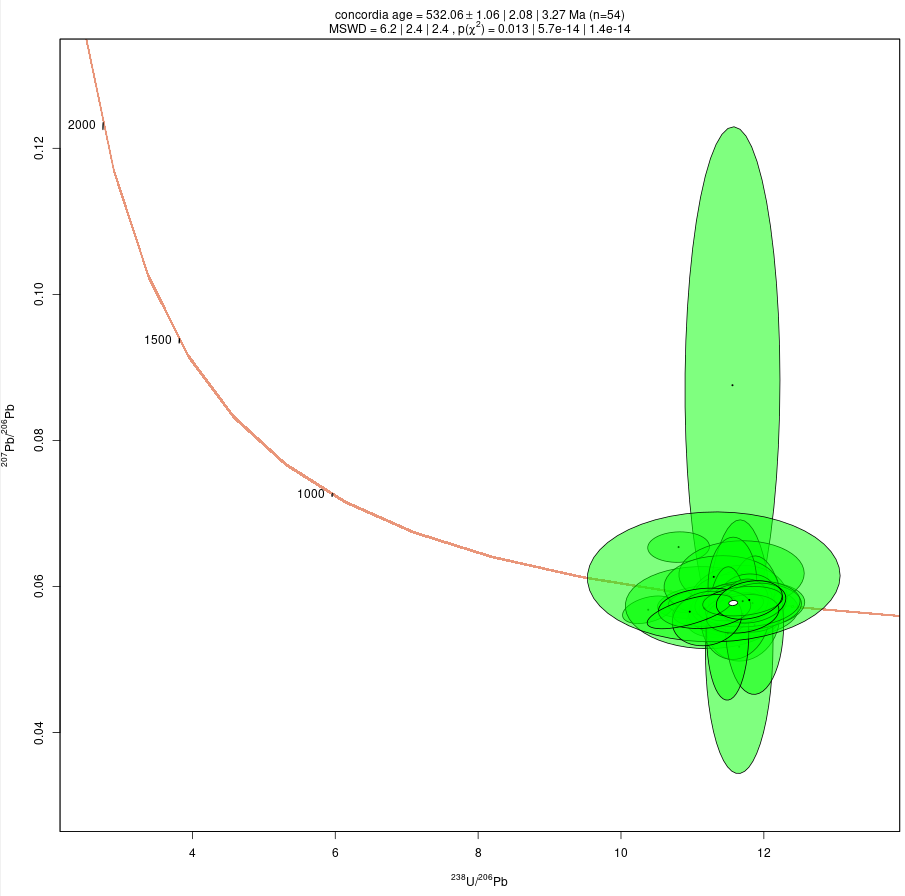 concordia age = 532.06 ± 1.06 | 2.08 | 3.27 Ma (n=54)
MSWD = 6.2 | 2.4 | 2.4 , p(χ²) = 0.013 | 5.7e-14 | 1.4e-14
2000
1500
1000
0.12
0.10
0.08
0.06
0.04
²⁰⁷Pb/²⁰⁶Pb
4 6 8 10 12
²³⁸U/²⁰⁶Pb